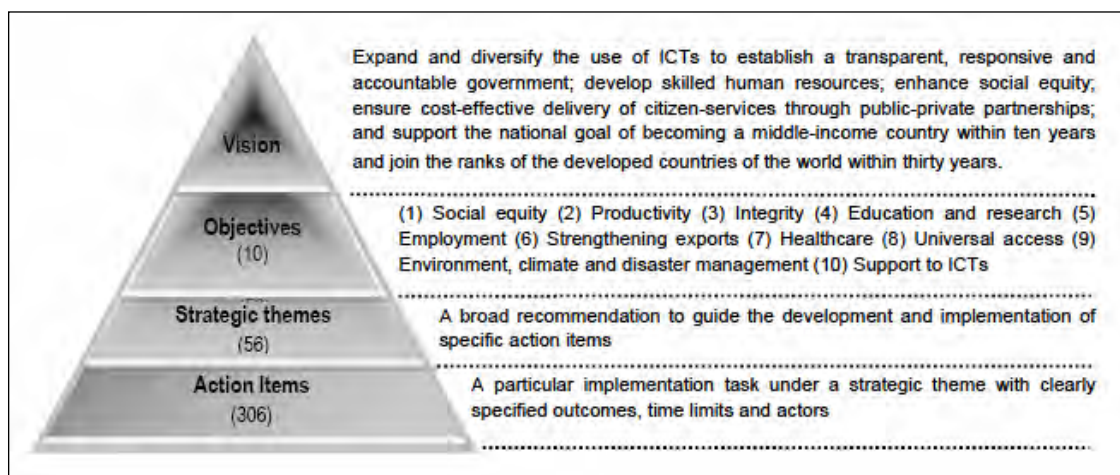 Expand and diversify the use of ICTs to establish a transparent, responsive and
accountable government; develop skilled human resources; enhance social equity;
ensure cost-effective delivery of citizen-services through public-private partnerships;
and support the national goal of becoming a middle-income country within ten years
and join the ranks of the developed countries of the world within thirty years.
Vision
(1) Social equity (2) Productivity (3) Integrity (4) Education and research (5)
Employment (6) Strengthening exports (7) Healthcare (8) Universal access (9)
Environment, climate and disaster management (10) Support to ICTs
Objectives
(10)
Strategic themes
(56)
A broad recommendation to guide the development and implementation of
specific action items
Action Items
(306)
A particular implementation task under a strategic theme with clearly
specified outcomes, time limits and actors